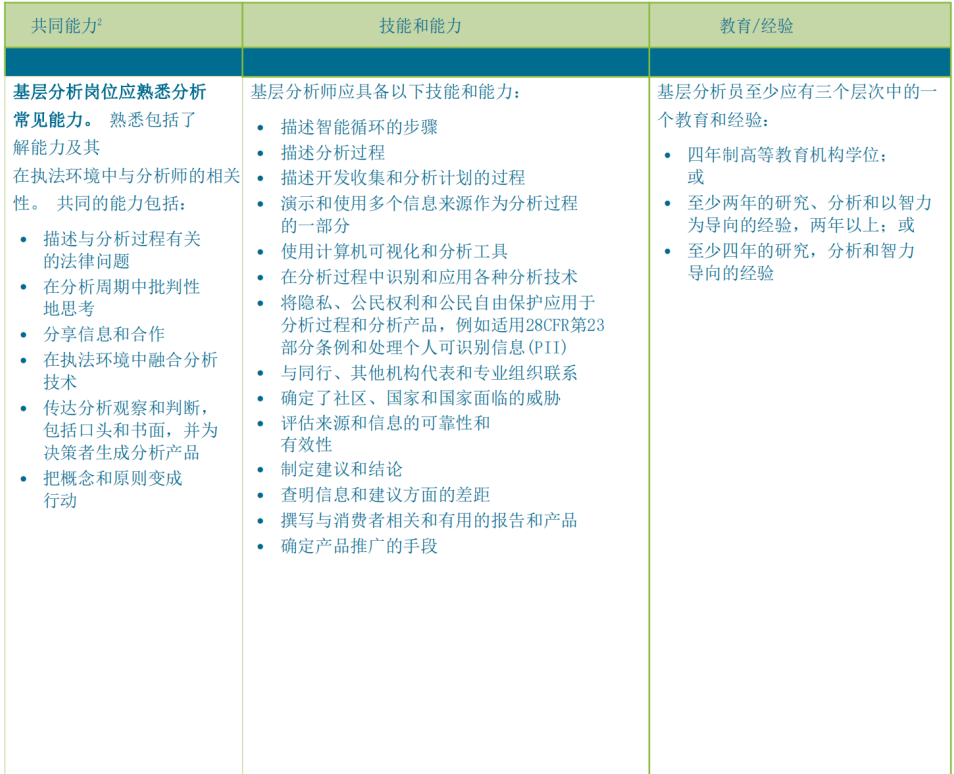 共同能力2
技能和能力
教育/经验
基层分析岗位应熟悉分析
常见能力。 熟悉包括了
解能力及其
在执法环境中与分析师的相关
性。 共同的能力包括:
• 描述与分析过程有关
的法律问题
• 在分析周期中批判性
地思考
• 分享信息和合作
• 在执法环境中融合分析
技术
• 传达分析观察和判断,
包括口头和书面,并为
决策者生成分析产品
• 把概念和原则变成
行动
基层分析师应具备以下技能和能力:
• 描述智能循环的步骤
• 描述分析过程
• 描述开发收集和分析计划的过程
• 演示和使用多个信息来源作为分析过程
的一部分
• 使用计算机可视化和分析工具
• 在分析过程中识别和应用各种分析技术
• 将隐私、公民权利和公民自由保护应用于
分析过程和分析产品,例如适用28CFR第23
部分条例和处理个人可识别信息(PII)
• 与同行、其他机构代表和专业组织联系
• 确定了社区、国家和国家面临的威胁
• 评估来源和信息的可靠性和
有效性
• 制定建议和结论
• 查明信息和建议方面的差距
• 撰写与消费者相关和有用的报告和产品
• 确定产品推广的手段
基层分析员至少应有三个层次中的一
个教育和经验:
• 四年制高等教育机构学位;
或
• 至少两年的研究、分析和以智力
为导向的经验,两年以上;或
• 至少四年的研究,分析和智力
导向的经验